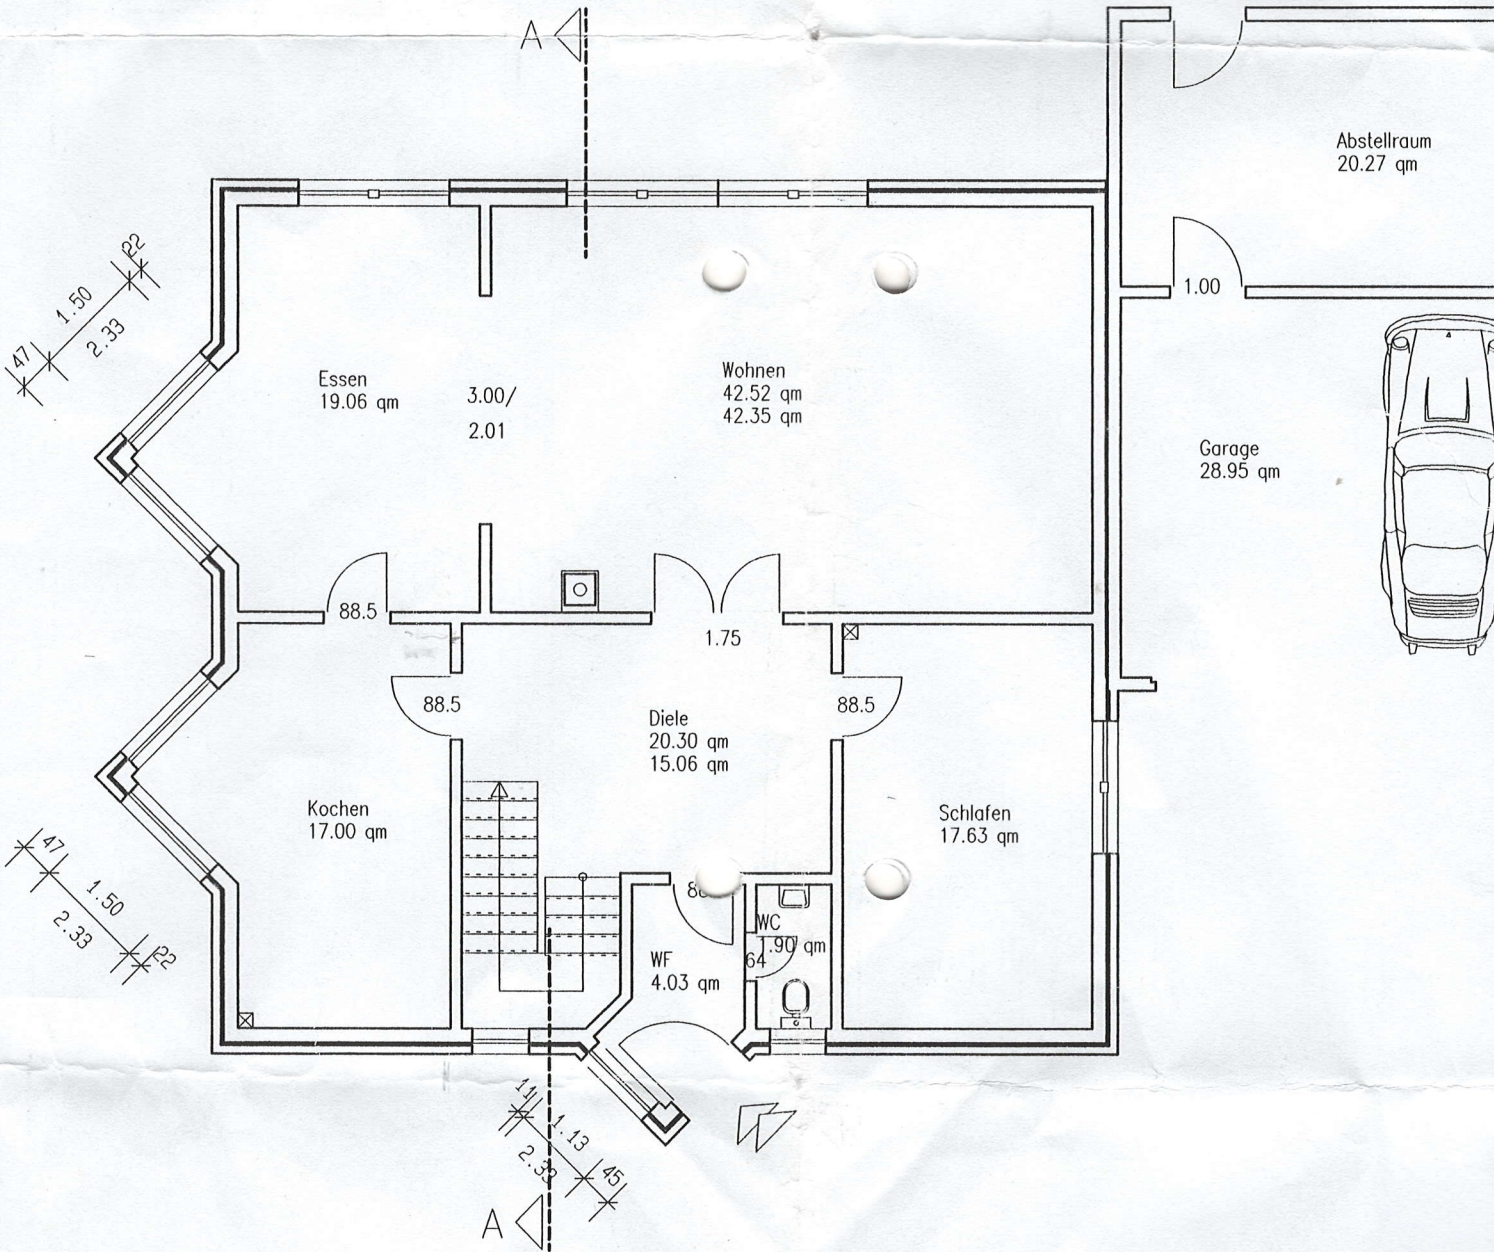 A
Abstellraum
20.27 qm
22
1.50
2.33
47
1.00
Essen
19.06 qm
3.00/
2.01
Wohnen
42.52 qm
42.35 qm
Garage
28.95 qm
88.5
1.75
88.5
88.5
Diele
20.30 qm
15.06 qm
Kochen
17.00 qm
Schlafen
17.63 qm
47
1.50
2.33
22
WC
1.90 qm
64
WF
4.03 qm
11
1.13
2.33
45
A